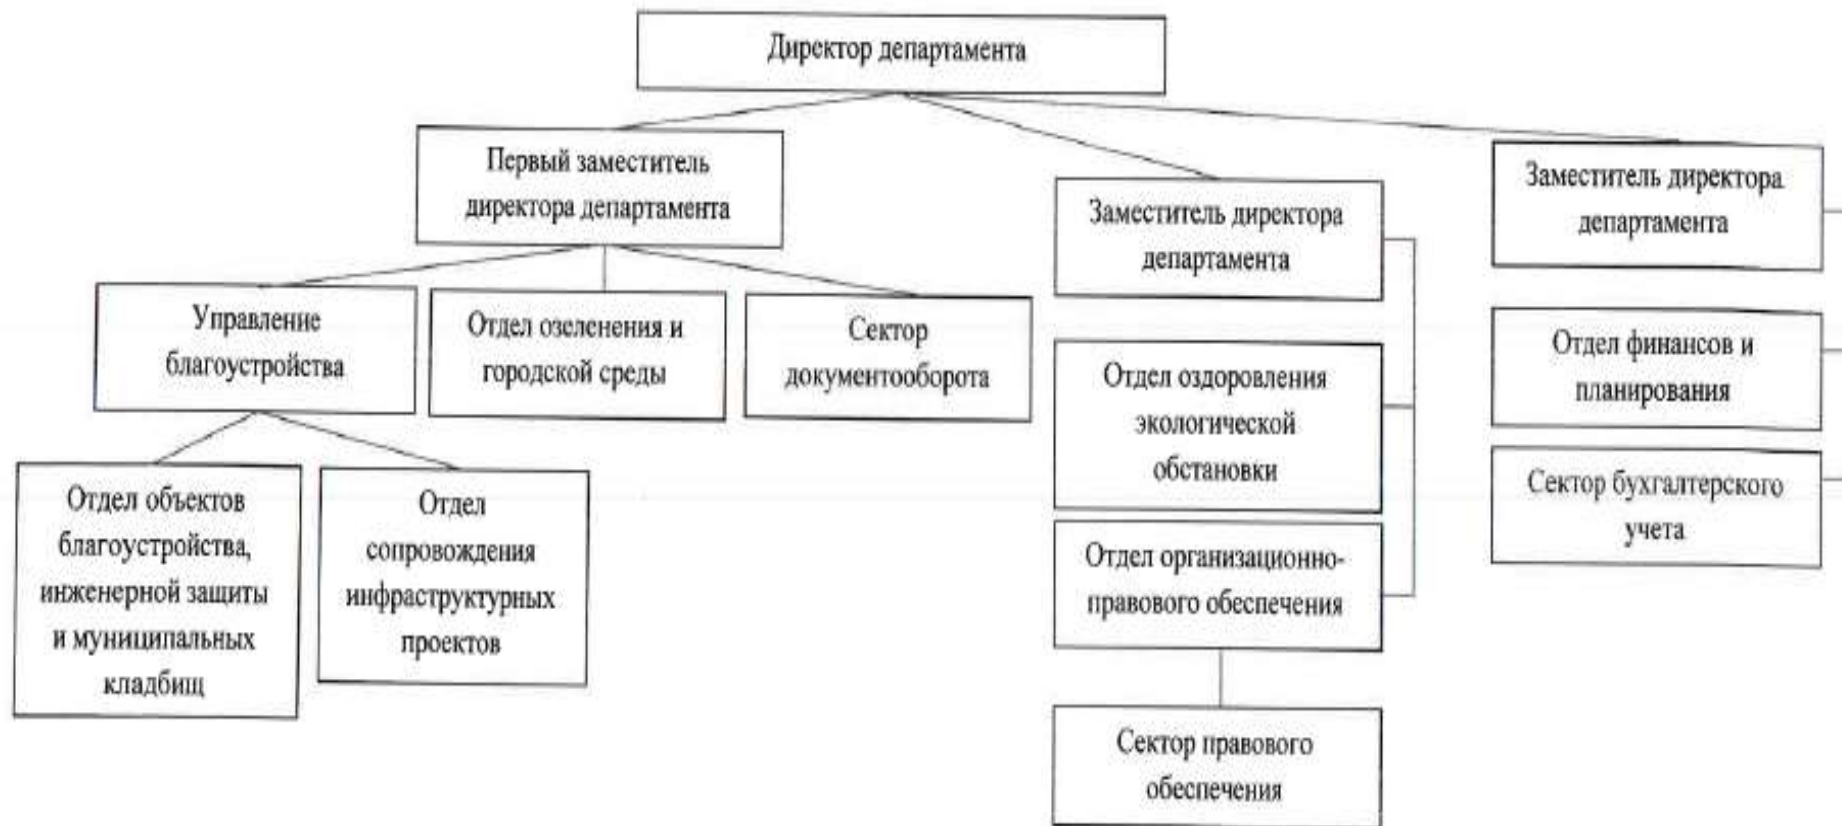 Директор департамента
Первый заместитель
директора департамента
Заместитель директора
департамента
Заместитель директора
департамента
Управление
благоустройства
Отдел озеленения и
городской среды
Сектор
документооборота
Отдел оздоровления
экологической
обстановки
Отдел финансов и
планирования
Отдел объектов
благоустройства,
инженерной защиты
и муниципальных
кладбищ
Отдел
сопровождения
инфраструктурных
проектов
Отдел организационно-
правового обеспечения
Сектор бухгалтерского
учета
Сектор правового
обеспечения